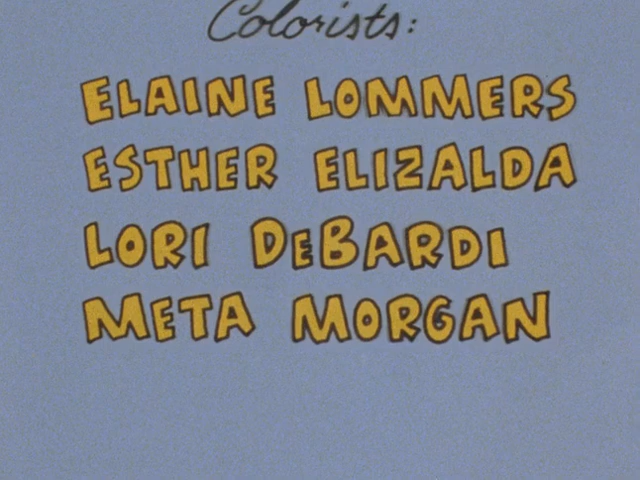 Colorists:
ELAINE LOMMERS
ESTHER ELIZALDA
LORI DEBARDI
META MORGAN